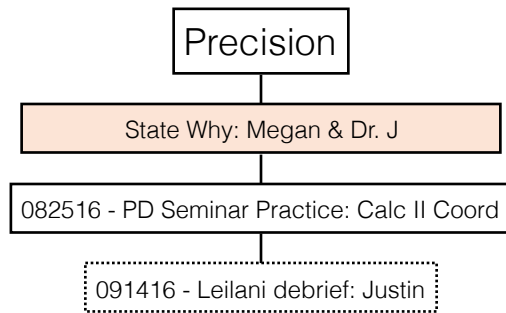 Precision
State Why: Megan & Dr. J
082516 - PD Seminar Practice: Calc II Coord
091416 - Leilani debrief: Justin